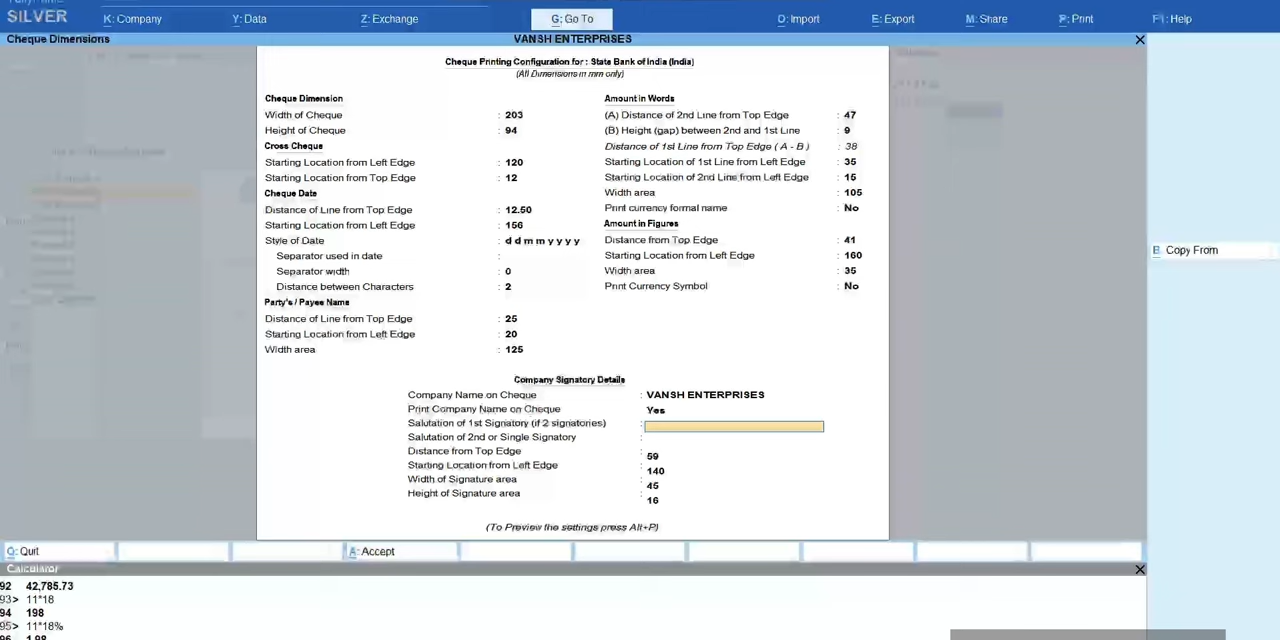 SILVER
K: Company
Y: Data
Z: Exchange
G: Go To
O: Import
E: Export
M: Share
P: Print
F1: Help
Cheque Dimensions
VANSH ENTERPRISES
Cheque Printing Configuration for : State Bank of India (India)
(All Dimensions in mm only)
Cheque Dimension
Width of Cheque : 203
Height of Cheque : 94
Cross Cheque
Starting Location from Left Edge : 120
Starting Location from Top Edge : 12
Cheque Date
Distance of Line from Top Edge : 12.50
Starting Location from Left Edge : 156
Style of Date : d d m m y y y y
Separator used in date :
Separator width : 0
Distance between Characters : 2
Party's / Payee Name
Distance of Line from Top Edge : 25
Starting Location from Left Edge : 20
Width area : 125
Amount in Words
(A) Distance of 2nd Line from Top Edge : 47
(B) Height (gap) between 2nd and 1st Line : 9
Distance of 1st Line from Top Edge ( A - B ) : 38
Starting Location of 1st Line from Left Edge : 35
Starting Location of 2nd Line from Left Edge : 15
Width area : 105
Print currency formal name : No
Amount in Figures
Distance from Top Edge : 41
Starting Location from Left Edge : 160
Width area : 35
Print Currency Symbol : No
Company Signatory Details
Company Name on Cheque : VANSH ENTERPRISES
Print Company Name on Cheque : Yes
Salutation of 1st Signatory (if 2 signatories) :
Salutation of 2nd or Single Signatory :
Distance from Top Edge : 59
Starting Location from Left Edge : 140
Width of Signature area : 45
Height of Signature area : 16
(To Preview the settings press Alt+P)
B Copy From
Q: Quit
A: Accept
Calculator
92 42,785.73
93> 11*18
94 198
95> 11*18%
96 1.98